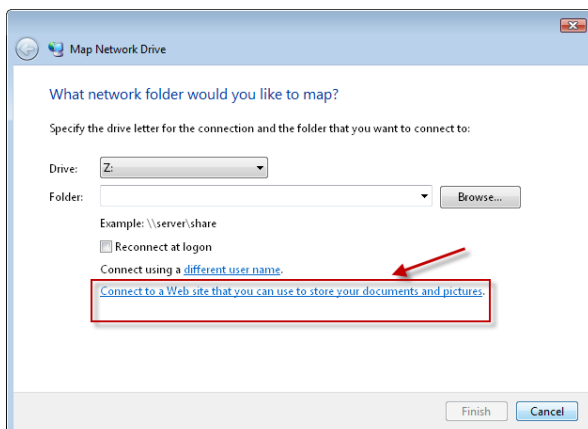 Map Network Drive
What network folder would you like to map?
Specify the drive letter for the connection and the folder that you want to connect to:
Drive: Z:
Folder: Browse...
Example: \\server\share
Reconnect at logon
Connect using a different user name.
Connect to a Web site that you can use to store your documents and pictures.
Finish Cancel